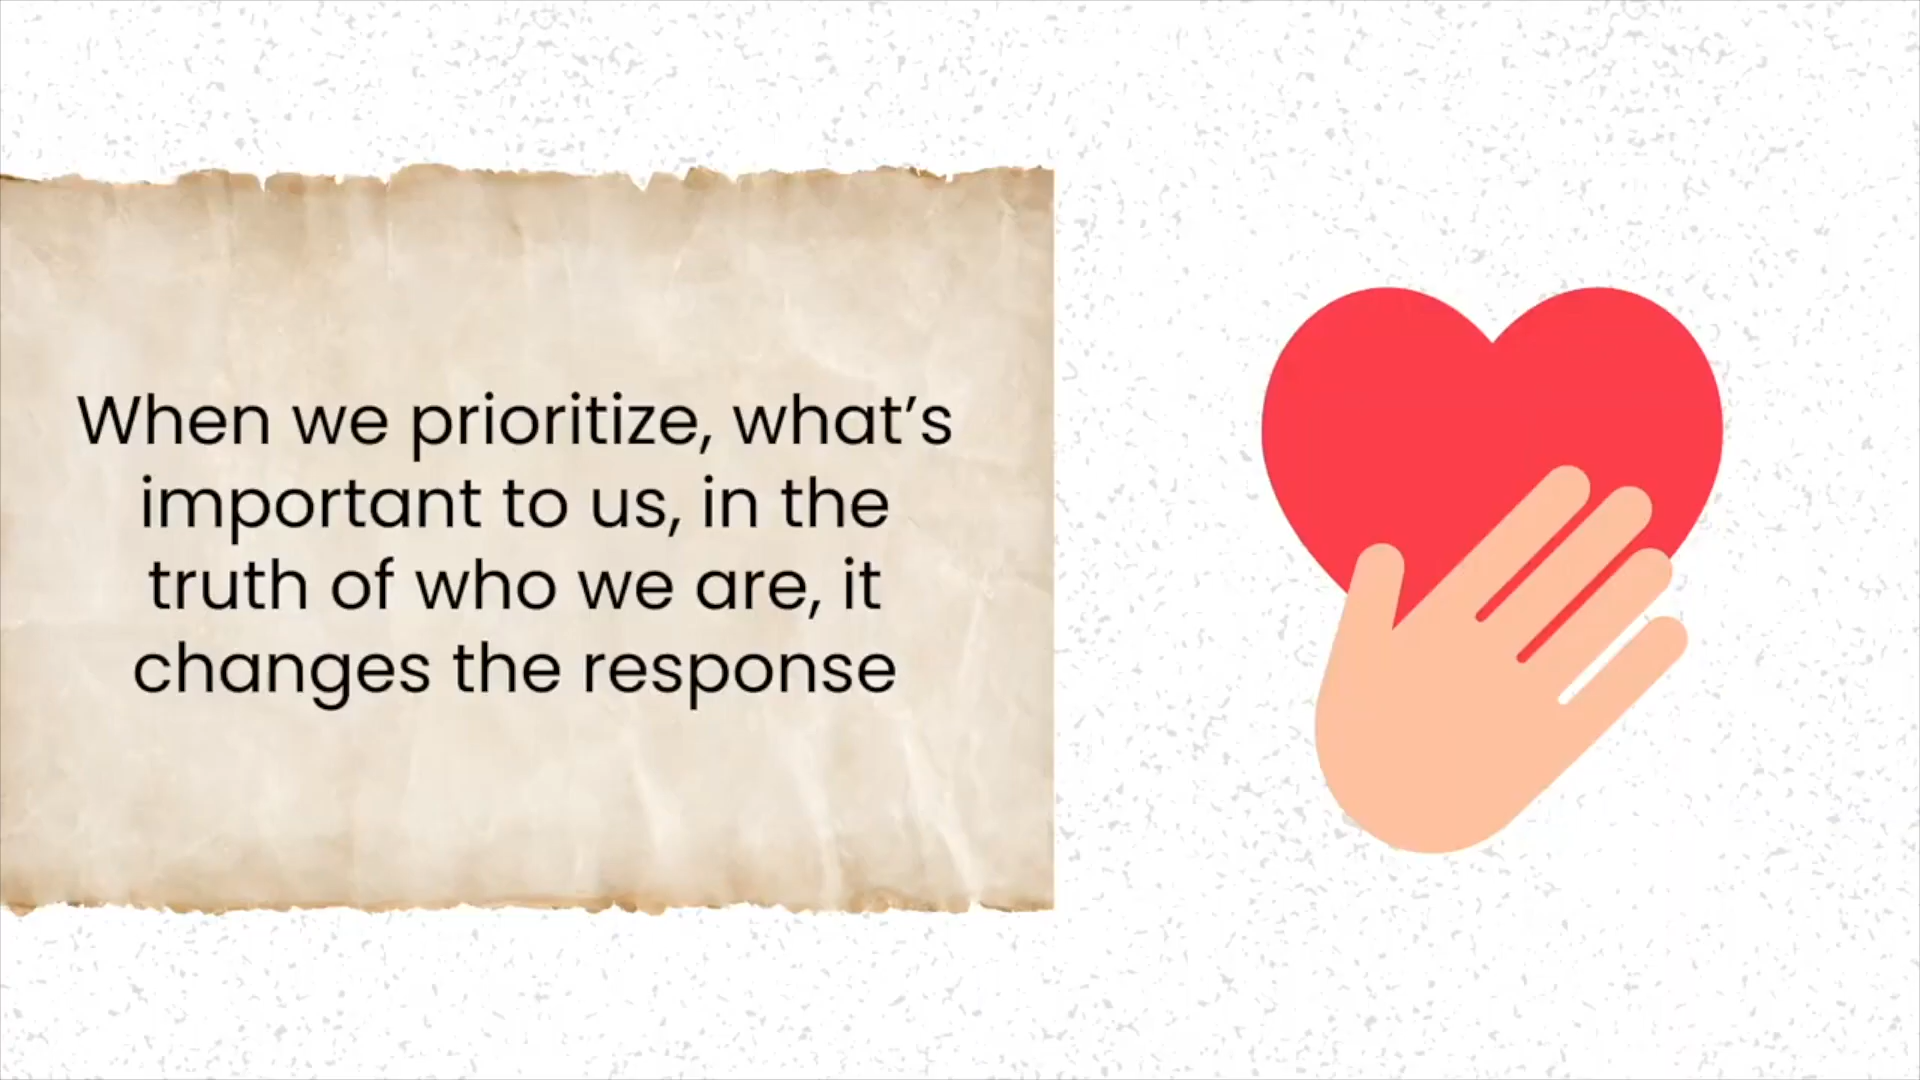 When we prioritize, what’s
important to us, in the
truth of who we are, it
changes the response